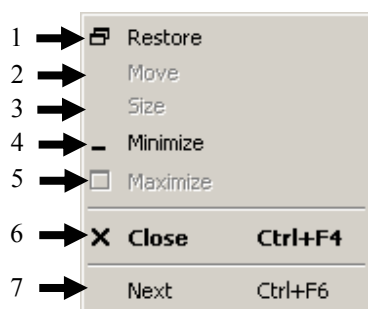 1 Restore
2 Move
3 Size
4 Minimize
5 Maximize
6 Close Ctrl+F4
7 Next Ctrl+F6